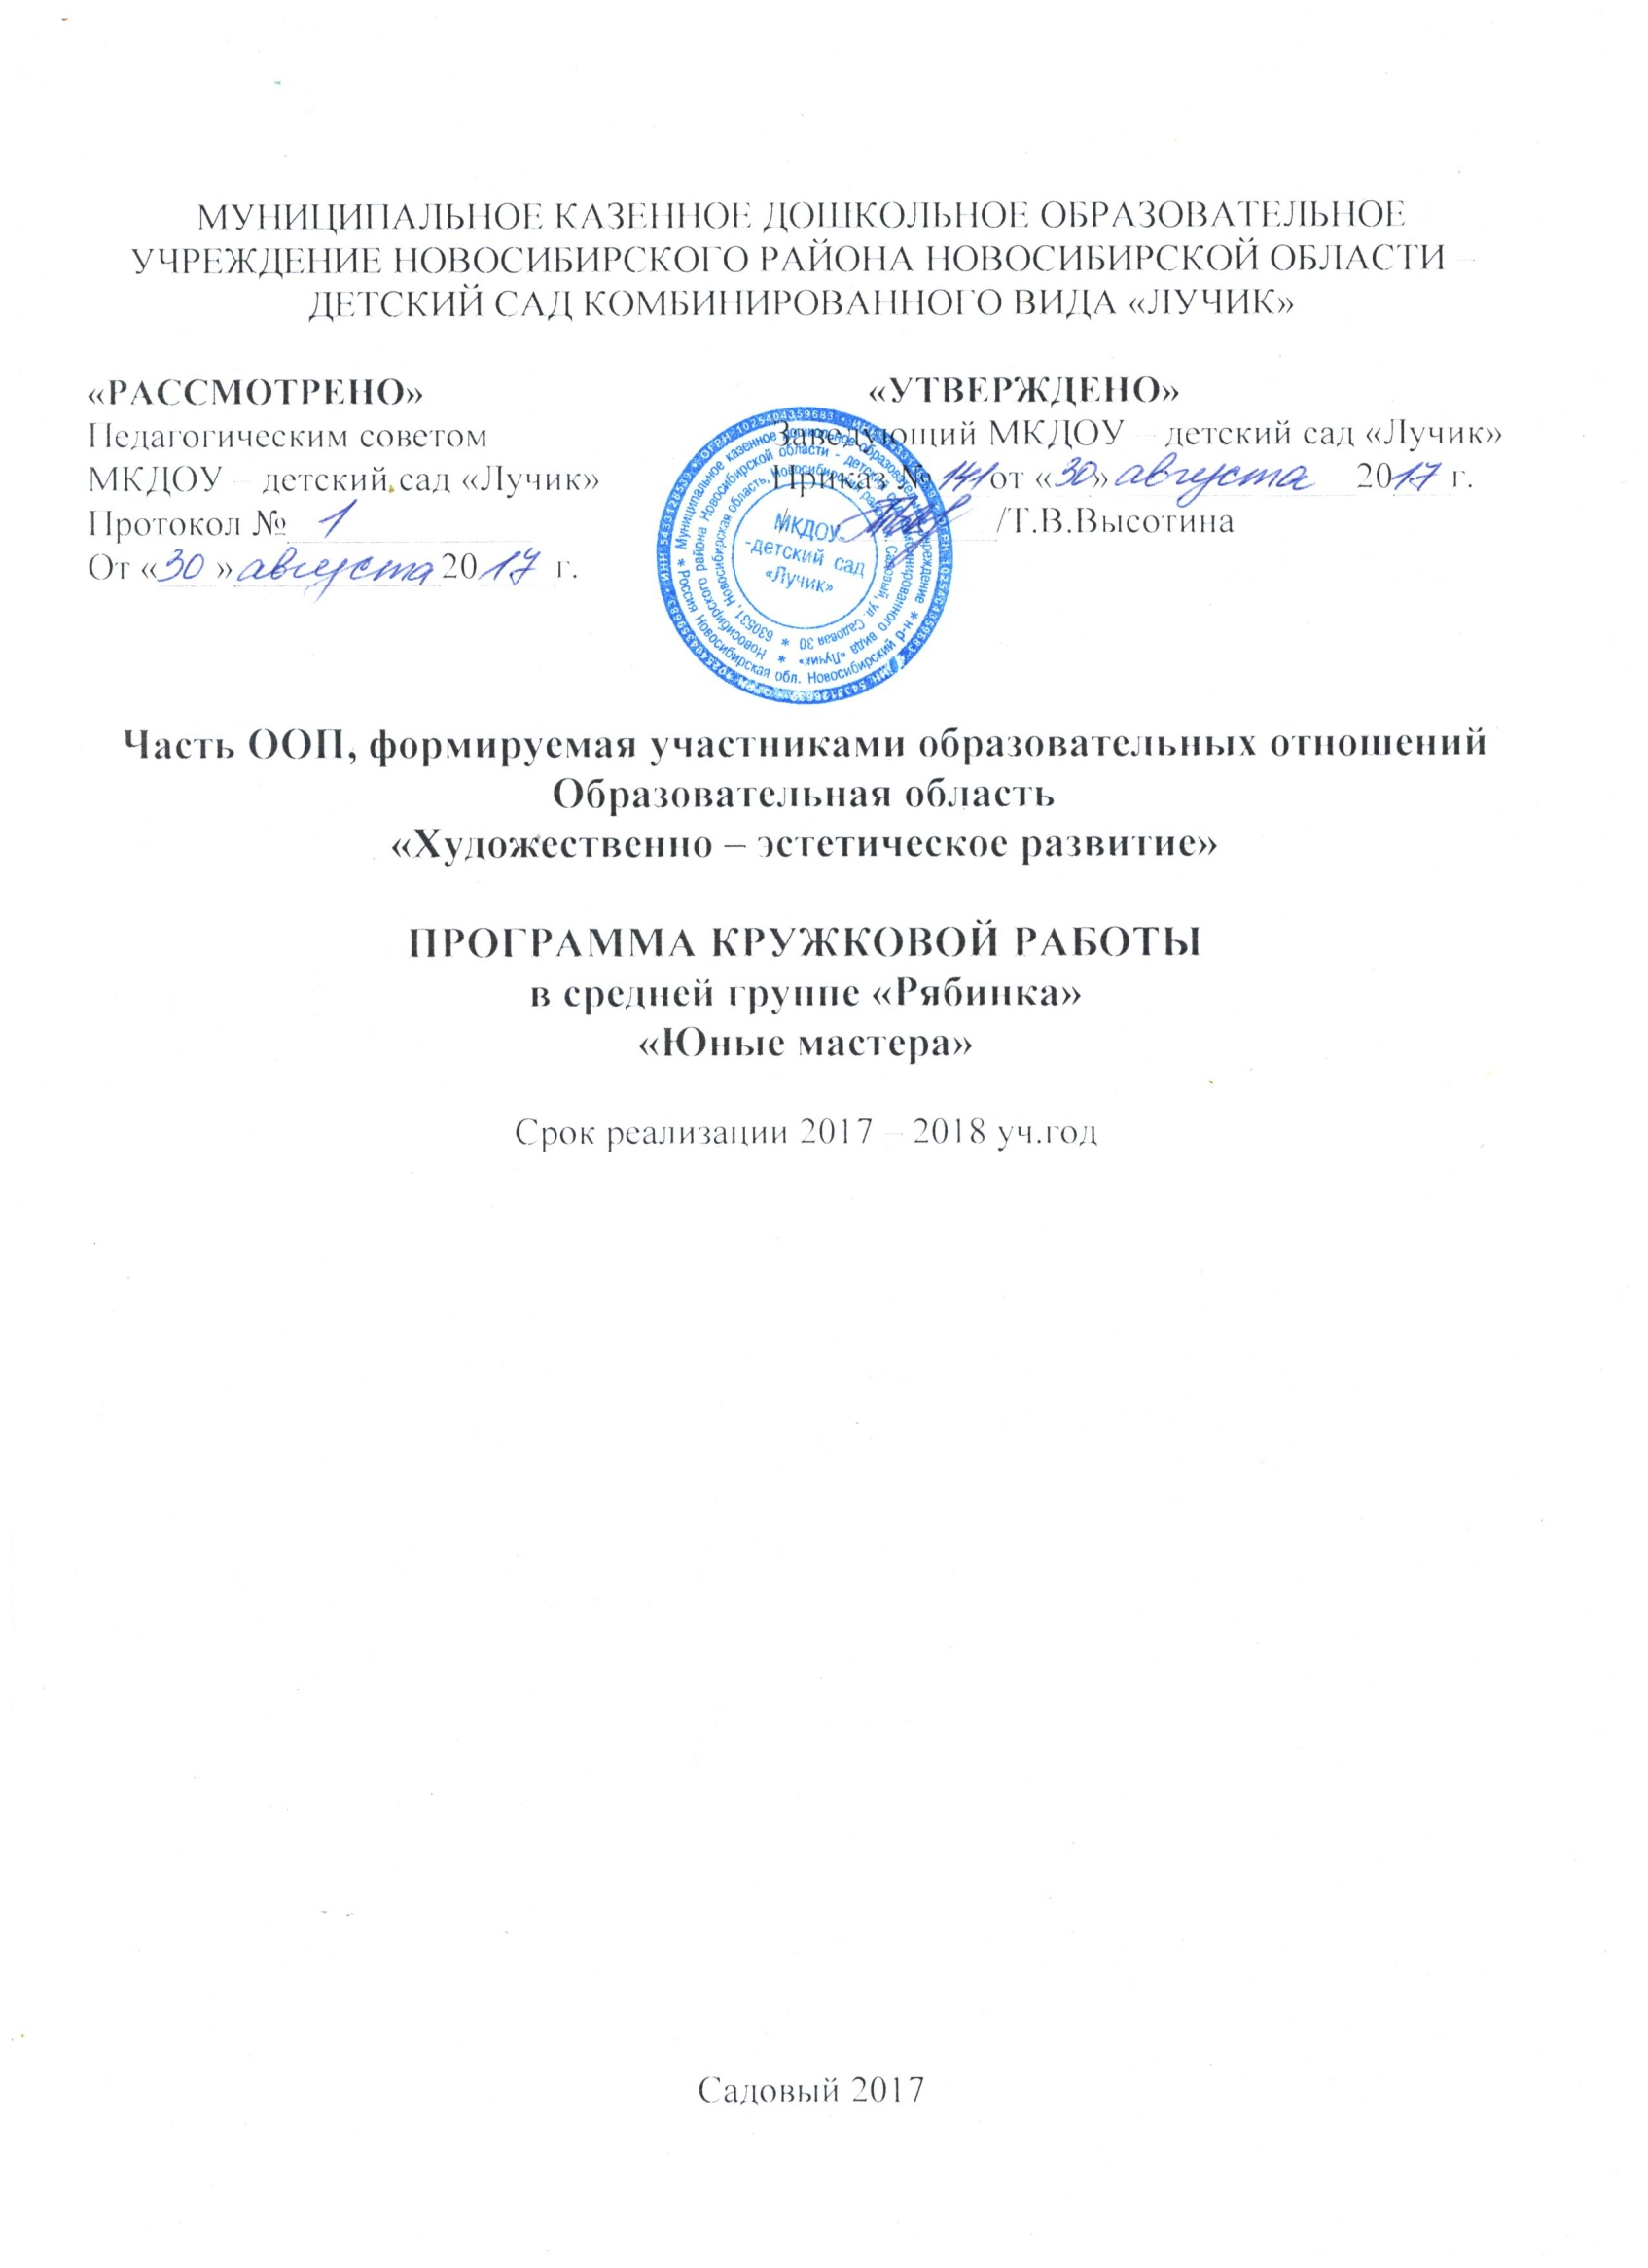 МУНИЦИПАЛЬНОЕ КАЗЕННОЕ ДОШКОЛЬНОЕ ОБРАЗОВАТЕЛЬНОЕ
УЧРЕЖДЕНИЕ НОВОСИБИРСКОГО РАЙОНА НОВОСИБИРСКОЙ ОБЛАСТИ –
ДЕТСКИЙ САД КОМБИНИРОВАННОГО ВИДА «ЛУЧИК»
«РАССМОТРЕНО»
Педагогическим советом
МКДОУ – детский сад «Лучик»
Протокол № 1
От «30» августа 2017 г.
«УТВЕРЖДЕНО»
Заведующий МКДОУ – детский сад «Лучик»
Приказ № 141 от «30» августа 2017 г.
/Т.В.Высотина
МКДОУ-
-детский сад
«Лучик»
Часть ООП, формируемая участниками образовательных отношений
Образовательная область
«Художественно – эстетическое развитие»
ПРОГРАММА КРУЖКОВОЙ РАБОТЫ
в средней группе «Рябинка»
«Юные мастера»
Срок реализации 2017 – 2018 уч.год
Садовый 2017